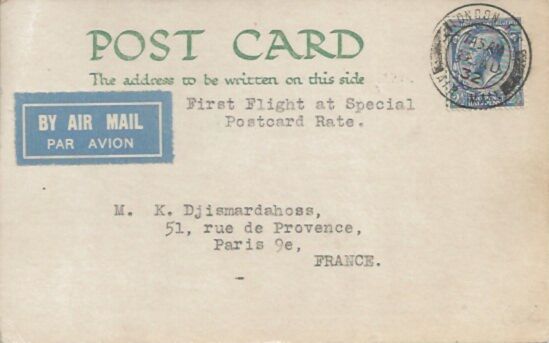 POST CARD
The address to be written on this side
BY AIR MAIL
PAR AVION
First Flight at Special
Postcard Rate.
LONDON
32
M. K. Djismardahoss,
51, rue de Provence,
Paris 9e,
FRANCE.